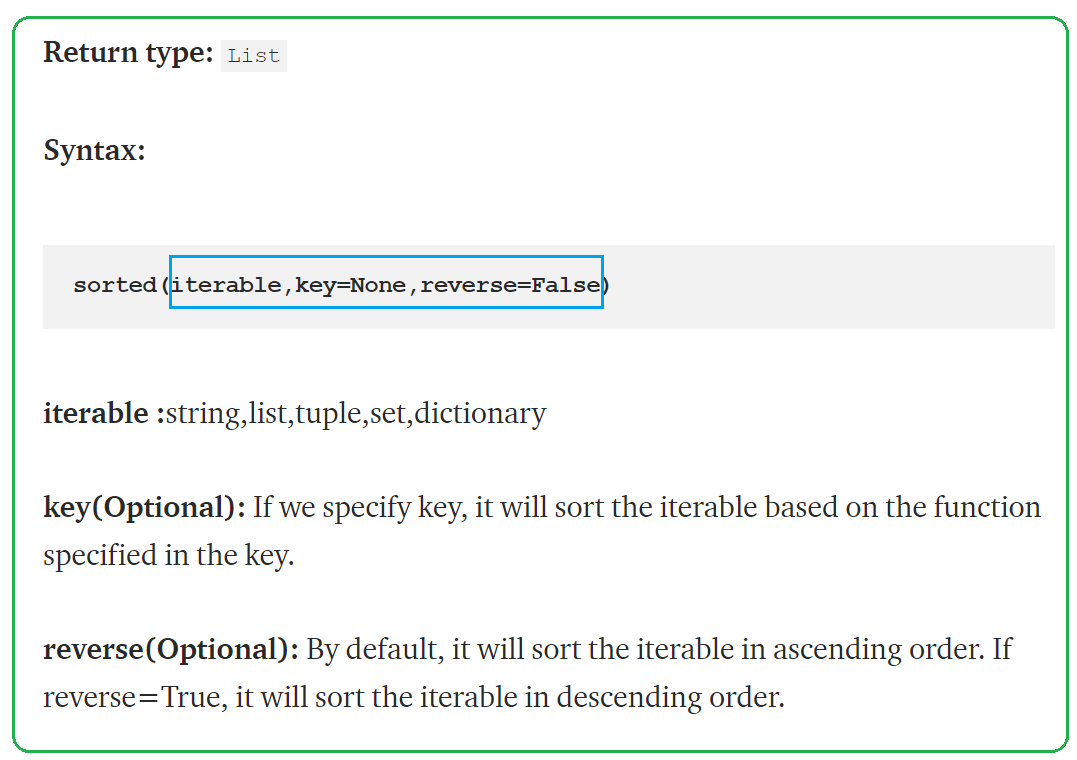 Return type: List
Syntax:
sorted(iterable,key=None,reverse=False)
iterable :string,list,tuple,set,dictionary
key(Optional): If we specify key, it will sort the iterable based on the function
specified in the key.
reverse(Optional): By default, it will sort the iterable in ascending order. If
reverse=True, it will sort the iterable in descending order.